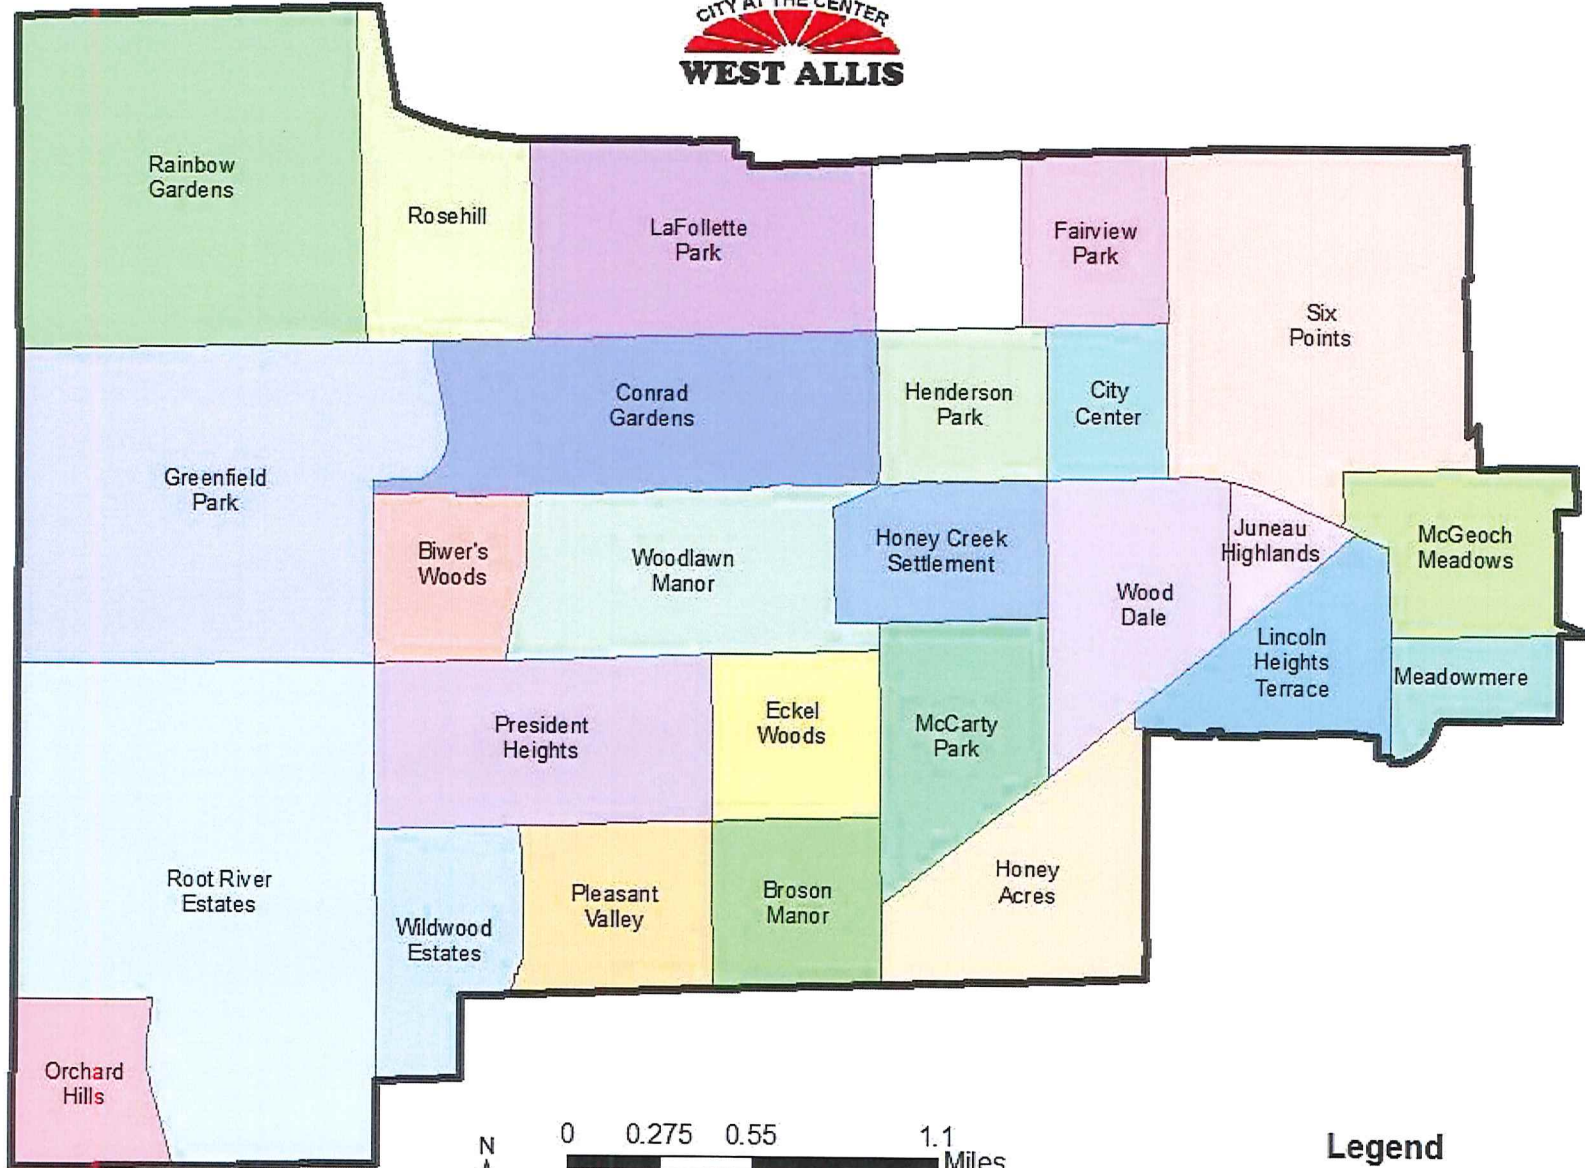 CITY AT THE CENTER
WEST ALLIS
Rainbow
Gardens
Rosehill
LaFollette
Park
Fairview
Park
Six
Points
Conrad
Gardens
Henderson
Park
City
Center
Greenfield
Park
Biwer's
Woods
Woodlawn
Manor
Honey Creek
Settlement
Wood
Dale
Juneau
Highlands
McGeoch
Meadows
Lincoln
Heights
Terrace
Meadowmere
President
Heights
Eckel
Woods
McCarty
Park
Root River
Estates
Wildwood
Estates
Pleasant
Valley
Broson
Manor
Honey
Acres
Orchard
Hills
N
0 0.275 0.55 1.1
Miles
Legend